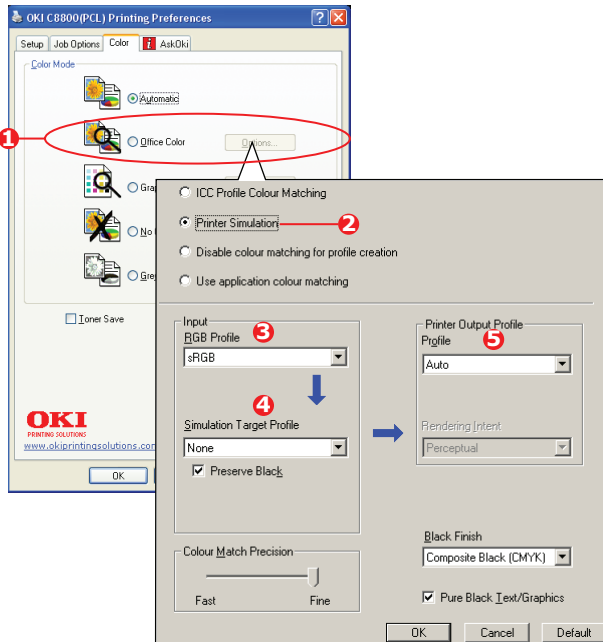 OKI C8800(PCL) Printing Preferences
Setup Job Options Color AskOki
Color Mode
Automatic
1
Office Color Options...
ICC Profile Colour Matching
Printer Simulation 2
Disable colour matching for profile creation
Use application colour matching
Toner Save
OKI
PRINTING SOLUTIONS
www.okiprintingsolutions.com
OK
Input
RGB Profile 3
sRGB
4
Simulation Target Profile
None
Preserve Black
Printer Output Profile
Profile 5
Auto
Rendering Intent
Perceptual
Colour Match Precision
Fast Fine
Black Finish
Composite Black (CMYK)
Pure Black Text/Graphics
OK Cancel Default